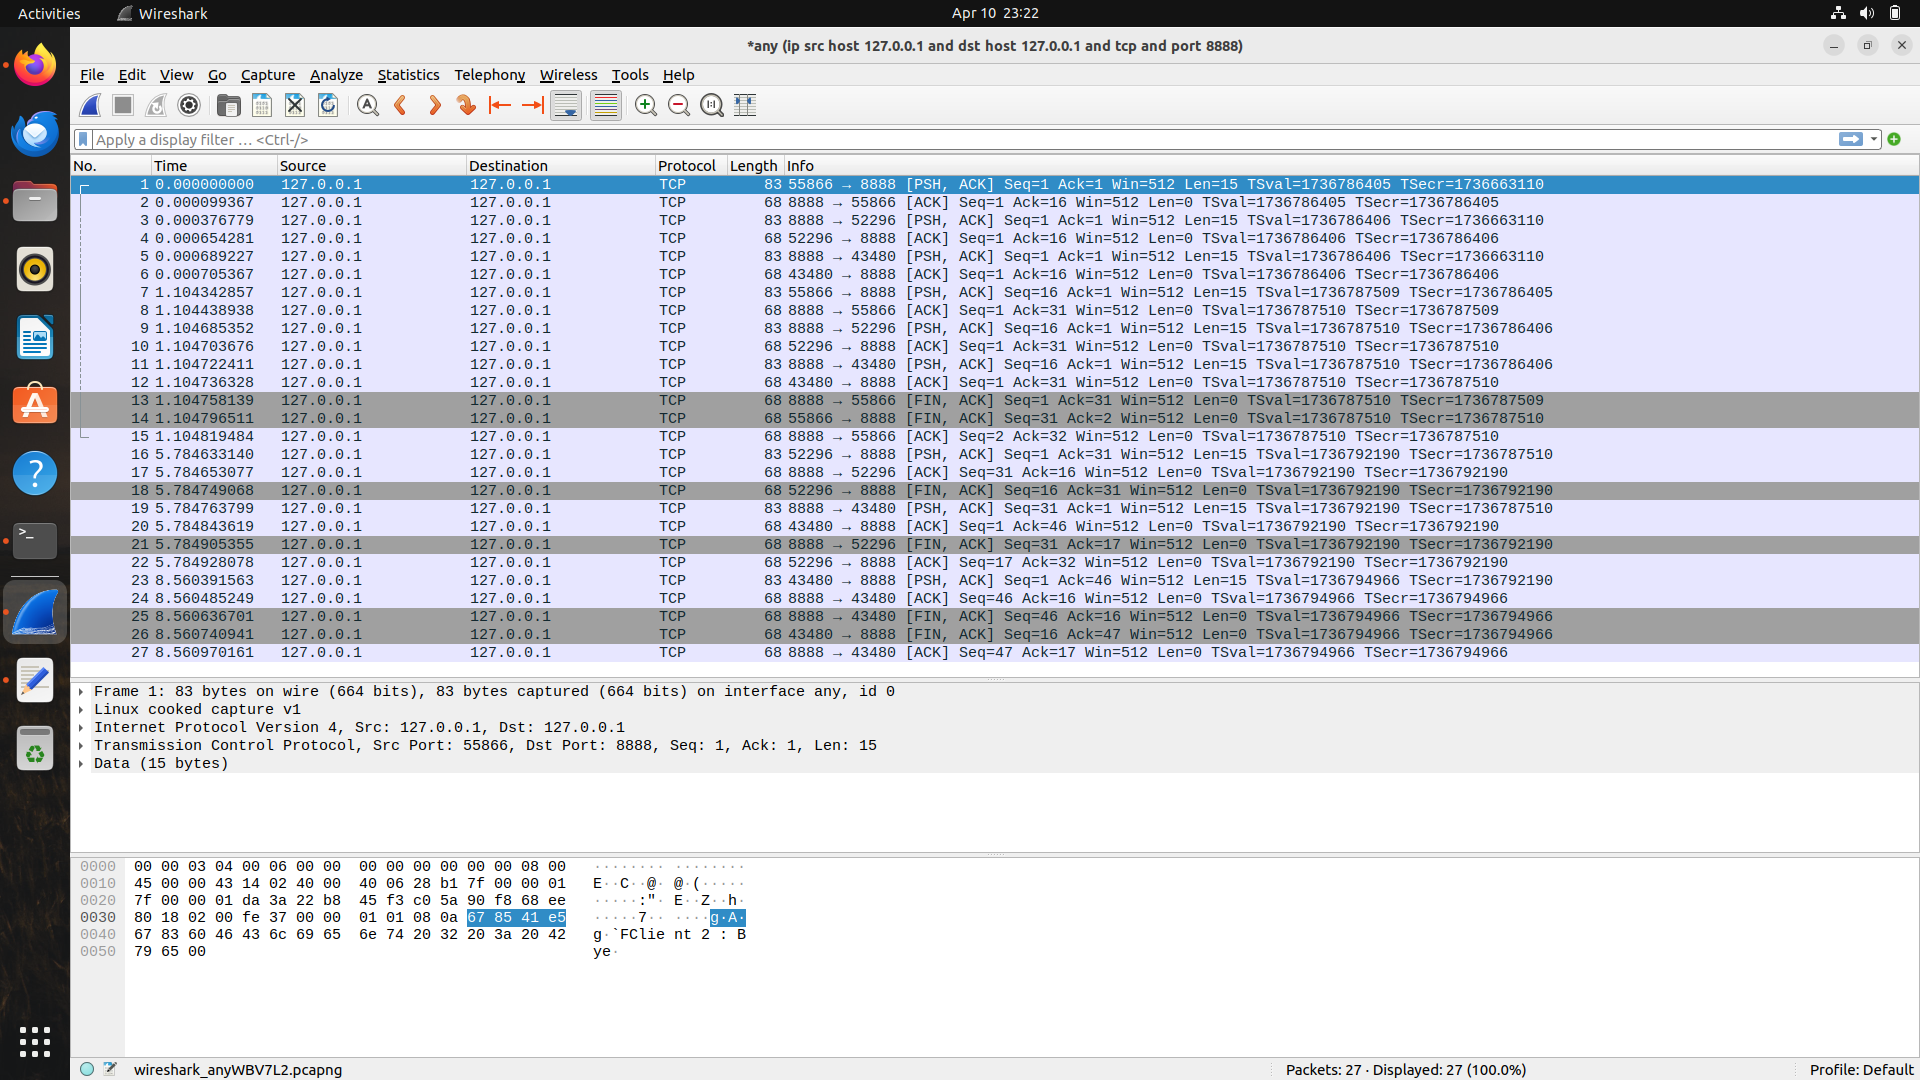 Activities Wireshark Apr 10 23:22
*any (ip src host 127.0.0.1 and dst host 127.0.0.1 and tcp and port 8888)
File Edit View Go Capture Analyze Statistics Telephony Wireless Tools Help
Apply a display filter … <Ctrl-/>
No. Time Source Destination Protocol Length Info
1 0.000000000 127.0.0.1 127.0.0.1 TCP 83 55866 → 8888 [PSH, ACK] Seq=1 Ack=1 Win=512 Len=15 TSval=1736786405 TSecr=1736663110
2 0.000099367 127.0.0.1 127.0.0.1 TCP 68 8888 → 55866 [ACK] Seq=1 Ack=16 Win=512 Len=0 TSval=1736786405 TSecr=1736786405
3 0.000376779 127.0.0.1 127.0.0.1 TCP 83 8888 → 52296 [PSH, ACK] Seq=1 Ack=1 Win=512 Len=15 TSval=1736786406 TSecr=1736663110
4 0.000654281 127.0.0.1 127.0.0.1 TCP 68 52296 → 8888 [ACK] Seq=1 Ack=16 Win=512 Len=0 TSval=1736786406 TSecr=1736786406
5 0.000689227 127.0.0.1 127.0.0.1 TCP 83 8888 → 43480 [PSH, ACK] Seq=1 Ack=1 Win=512 Len=15 TSval=1736786406 TSecr=1736663110
6 0.000705367 127.0.0.1 127.0.0.1 TCP 68 43480 → 8888 [ACK] Seq=1 Ack=16 Win=512 Len=0 TSval=1736786406 TSecr=1736786406
7 1.104342857 127.0.0.1 127.0.0.1 TCP 83 55866 → 8888 [PSH, ACK] Seq=16 Ack=1 Win=512 Len=15 TSval=1736787509 TSecr=1736786405
8 1.104438938 127.0.0.1 127.0.0.1 TCP 68 8888 → 55866 [ACK] Seq=1 Ack=31 Win=512 Len=0 TSval=1736787510 TSecr=1736787509
9 1.104685352 127.0.0.1 127.0.0.1 TCP 83 8888 → 52296 [PSH, ACK] Seq=16 Ack=1 Win=512 Len=15 TSval=1736787510 TSecr=1736786406
10 1.104703676 127.0.0.1 127.0.0.1 TCP 68 52296 → 8888 [ACK] Seq=1 Ack=31 Win=512 Len=0 TSval=1736787510 TSecr=1736787510
11 1.104722411 127.0.0.1 127.0.0.1 TCP 83 8888 → 43480 [PSH, ACK] Seq=16 Ack=1 Win=512 Len=15 TSval=1736787510 TSecr=1736786406
12 1.104736328 127.0.0.1 127.0.0.1 TCP 68 43480 → 8888 [ACK] Seq=1 Ack=31 Win=512 Len=0 TSval=1736787510 TSecr=1736787510
13 1.104758139 127.0.0.1 127.0.0.1 TCP 68 8888 → 55866 [FIN, ACK] Seq=1 Ack=31 Win=512 Len=0 TSval=1736787510 TSecr=1736787509
14 1.104796511 127.0.0.1 127.0.0.1 TCP 68 55866 → 8888 [FIN, ACK] Seq=31 Ack=2 Win=512 Len=0 TSval=1736787510 TSecr=1736787510
15 1.104819484 127.0.0.1 127.0.0.1 TCP 68 8888 → 55866 [ACK] Seq=2 Ack=32 Win=512 Len=0 TSval=1736787510 TSecr=1736787510
16 5.784633140 127.0.0.1 127.0.0.1 TCP 83 52296 → 8888 [PSH, ACK] Seq=1 Ack=31 Win=512 Len=15 TSval=1736792190 TSecr=1736787510
17 5.784653077 127.0.0.1 127.0.0.1 TCP 68 8888 → 52296 [ACK] Seq=31 Ack=16 Win=512 Len=0 TSval=1736792190 TSecr=1736792190
18 5.784749068 127.0.0.1 127.0.0.1 TCP 68 52296 → 8888 [FIN, ACK] Seq=16 Ack=31 Win=512 Len=0 TSval=1736792190 TSecr=1736792190
19 5.784763799 127.0.0.1 127.0.0.1 TCP 83 8888 → 43480 [PSH, ACK] Seq=31 Ack=1 Win=512 Len=15 TSval=1736792190 TSecr=1736787510
20 5.784843619 127.0.0.1 127.0.0.1 TCP 68 43480 → 8888 [ACK] Seq=1 Ack=46 Win=512 Len=0 TSval=1736792190 TSecr=1736792190
21 5.784905355 127.0.0.1 127.0.0.1 TCP 68 8888 → 52296 [FIN, ACK] Seq=31 Ack=17 Win=512 Len=0 TSval=1736792190 TSecr=1736792190
22 5.784928078 127.0.0.1 127.0.0.1 TCP 68 52296 → 8888 [ACK] Seq=17 Ack=32 Win=512 Len=0 TSval=1736792190 TSecr=1736792190
23 8.560391563 127.0.0.1 127.0.0.1 TCP 83 43480 → 8888 [PSH, ACK] Seq=1 Ack=46 Win=512 Len=15 TSval=1736794966 TSecr=1736792190
24 8.560485249 127.0.0.1 127.0.0.1 TCP 68 8888 → 43480 [ACK] Seq=46 Ack=16 Win=512 Len=0 TSval=1736794966 TSecr=1736794966
25 8.560636701 127.0.0.1 127.0.0.1 TCP 68 8888 → 43480 [FIN, ACK] Seq=46 Ack=16 Win=512 Len=0 TSval=1736794966 TSecr=1736794966
26 8.560740941 127.0.0.1 127.0.0.1 TCP 68 43480 → 8888 [FIN, ACK] Seq=16 Ack=47 Win=512 Len=0 TSval=1736794966 TSecr=1736794966
27 8.560970161 127.0.0.1 127.0.0.1 TCP 68 8888 → 43480 [ACK] Seq=47 Ack=17 Win=512 Len=0 TSval=1736794966 TSecr=1736794966
Frame 1: 83 bytes on wire (664 bits), 83 bytes captured (664 bits) on interface any, id 0
Linux cooked capture v1
Internet Protocol Version 4, Src: 127.0.0.1, Dst: 127.0.0.1
Transmission Control Protocol, Src Port: 55866, Dst Port: 8888, Seq: 1, Ack: 1, Len: 15
Data (15 bytes)
0000 00 00 03 04 00 06 00 00 00 00 00 00 00 00 08 00 ········ ········
0010 45 00 00 43 14 02 40 00 40 06 28 b1 7f 00 00 01 E··C··@· @·(·····
0020 7f 00 00 01 da 3a 22 b8 45 f3 c0 5a 90 f8 68 ee ·····:"· E··Z··h·
0030 80 18 02 00 fe 37 00 00 01 01 08 0a 67 85 41 e5 ·····7·· ····g·A·
0040 67 83 60 46 43 6c 69 65 6e 74 20 32 20 3a 20 42 g·`FClie nt 2 : B
0050 79 65 00 ye·
wireshark_anyWBV7L2.pcapng Packets: 27 · Displayed: 27 (100.0%) Profile: Default